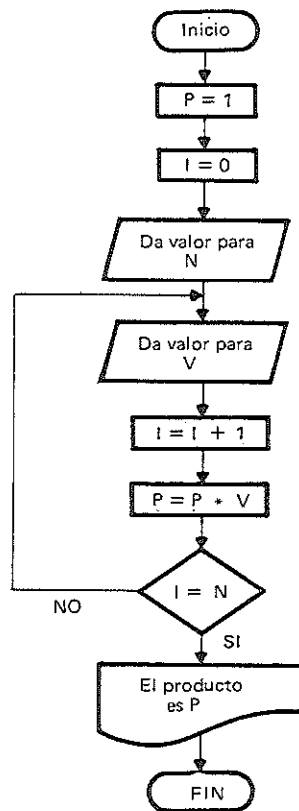 Inicio
P = 1
I = 0
Da valor para
N
Da valor para
V
I = I + 1
P = P * V
I = N
NO
SI
El producto
es P
FIN